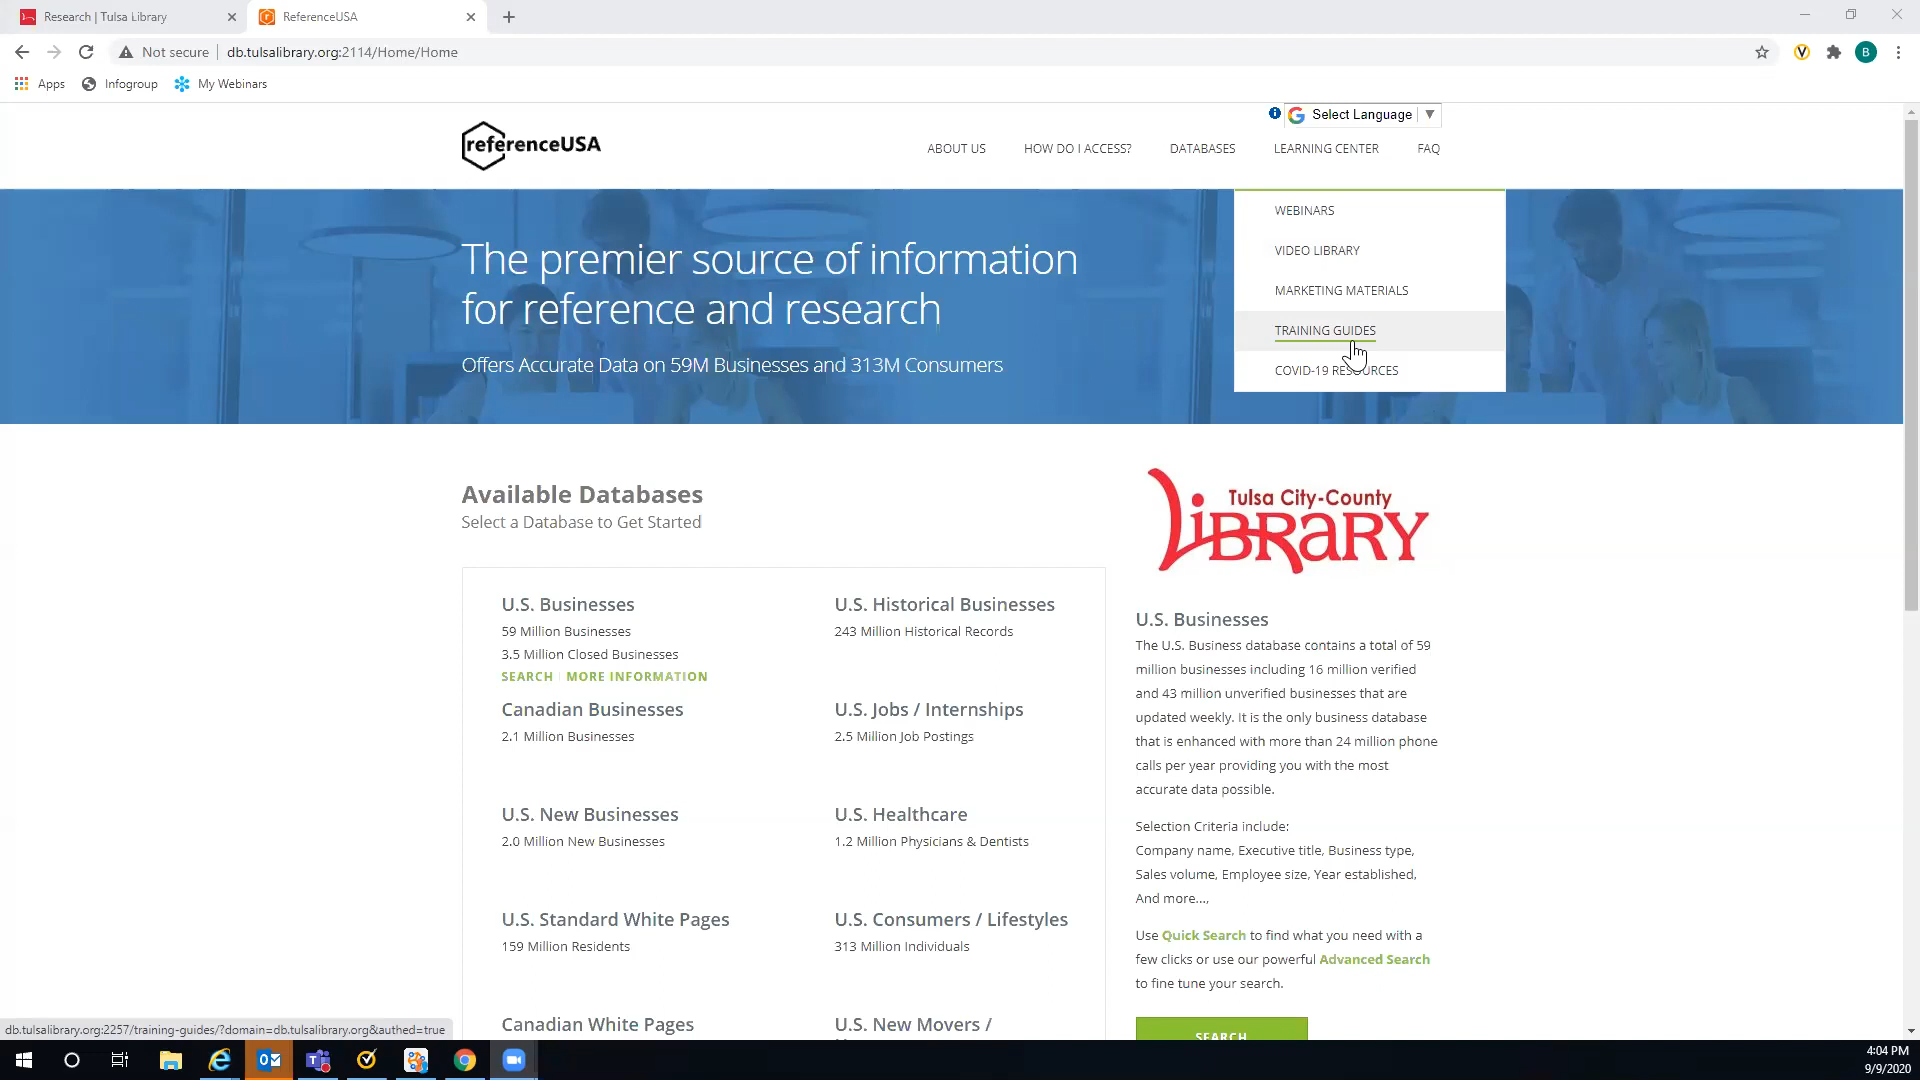 Research | Tulsa Library
ReferenceUSA
Not secure
db.tulsalibrary.org:2114/Home/Home
B
Apps
Infogroup
My Webinars
Select Language
referenceUSA
ABOUT US
HOW DO I ACCESS?
DATABASES
LEARNING CENTER
FAQ
WEBINARS
VIDEO LIBRARY
MARKETING MATERIALS
TRAINING GUIDES
COVID-19 RESOURCES
The premier source of information
for reference and research
Offers Accurate Data on 59M Businesses and 313M Consumers
Available Databases
Select a Database to Get Started
U.S. Businesses
59 Million Businesses
3.5 Million Closed Businesses
SEARCH | MORE INFORMATION
U.S. Historical Businesses
243 Million Historical Records
Canadian Businesses
2.1 Million Businesses
U.S. Jobs / Internships
2.5 Million Job Postings
U.S. New Businesses
2.0 Million New Businesses
U.S. Healthcare
1.2 Million Physicians & Dentists
U.S. Standard White Pages
159 Million Residents
U.S. Consumers / Lifestyles
313 Million Individuals
Canadian White Pages
U.S. New Movers /
Tulsa City-County
LIBRARY
U.S. Businesses
The U.S. Business database contains a total of 59
million businesses including 16 million verified
and 43 million unverified businesses that are
updated weekly. It is the only business database
that is enhanced with more than 24 million phone
calls per year providing you with the most
accurate data possible.
Selection Criteria include:
Company name, Executive title, Business type,
Sales volume, Employee size, Year established,
And more...,
Use Quick Search to find what you need with a
few clicks or use our powerful Advanced Search
to fine tune your search.
SEARCH
db.tulsalibrary.org:2257/training-guides/?domain=db.tulsalibrary.org&authed=true
4:04 PM
9/9/2020